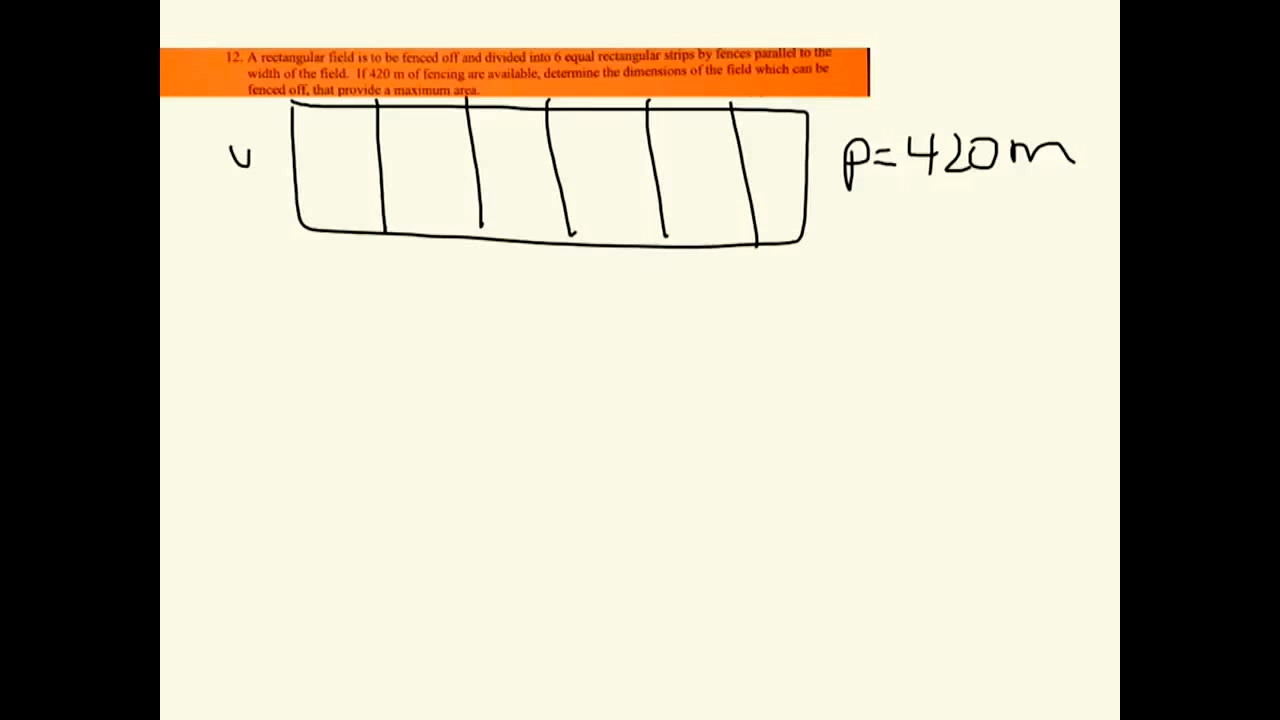 12. A rectangular field is to be fenced off and divided into 6 equal rectangular strips by fences parallel to the
width of the field. If 420 m of fencing are available, determine the dimensions of the field which can be
fenced off, that provide a maximum area.
P=420m